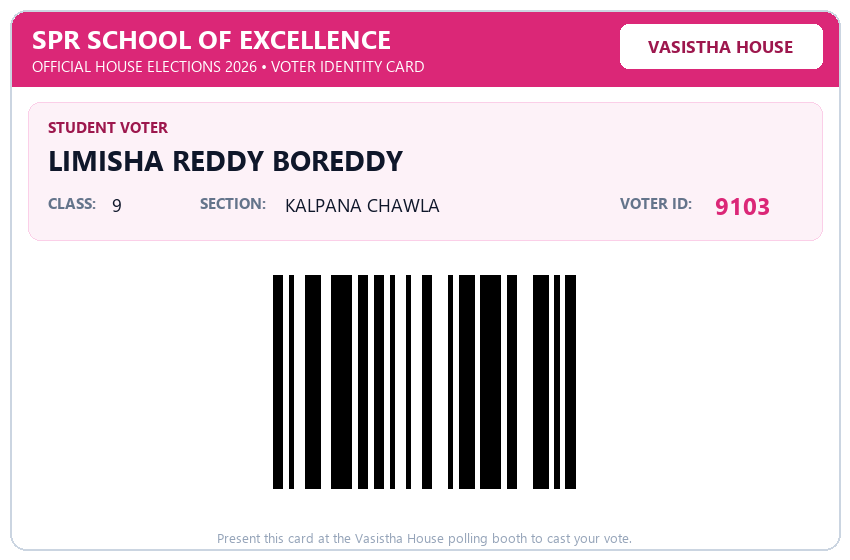 SPR SCHOOL OF EXCELLENCE
OFFICIAL HOUSE ELECTIONS 2026 • VOTER IDENTITY CARD
VASISTHA HOUSE
STUDENT VOTER
LIMISHA REDDY BOREDDY
CLASS: 9 SECTION: KALPANA CHAWLA VOTER ID: 9103
Present this card at the Vasistha House polling booth to cast your vote.